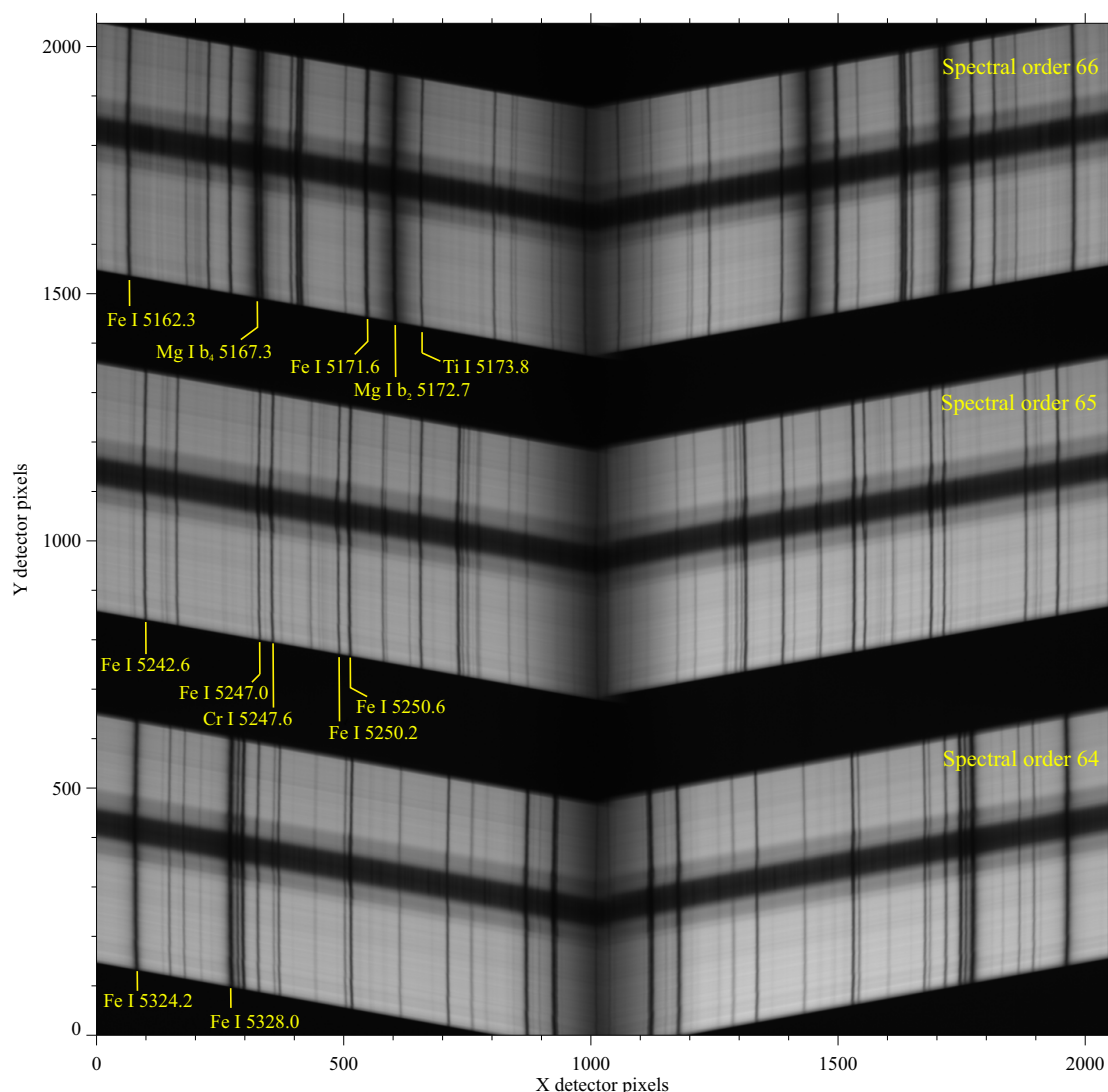 2000
Spectral order 66
1500
Fe I 5162.3
Mg I b₄ 5167.3
Fe I 5171.6
Ti I 5173.8
Mg I b₂ 5172.7
Spectral order 65
Y detector pixels
1000
Fe I 5242.6
Fe I 5247.0
Fe I 5250.6
Cr I 5247.6
Fe I 5250.2
Spectral order 64
500
Fe I 5324.2
Fe I 5328.0
0
0 500 1000 1500 2000
X detector pixels